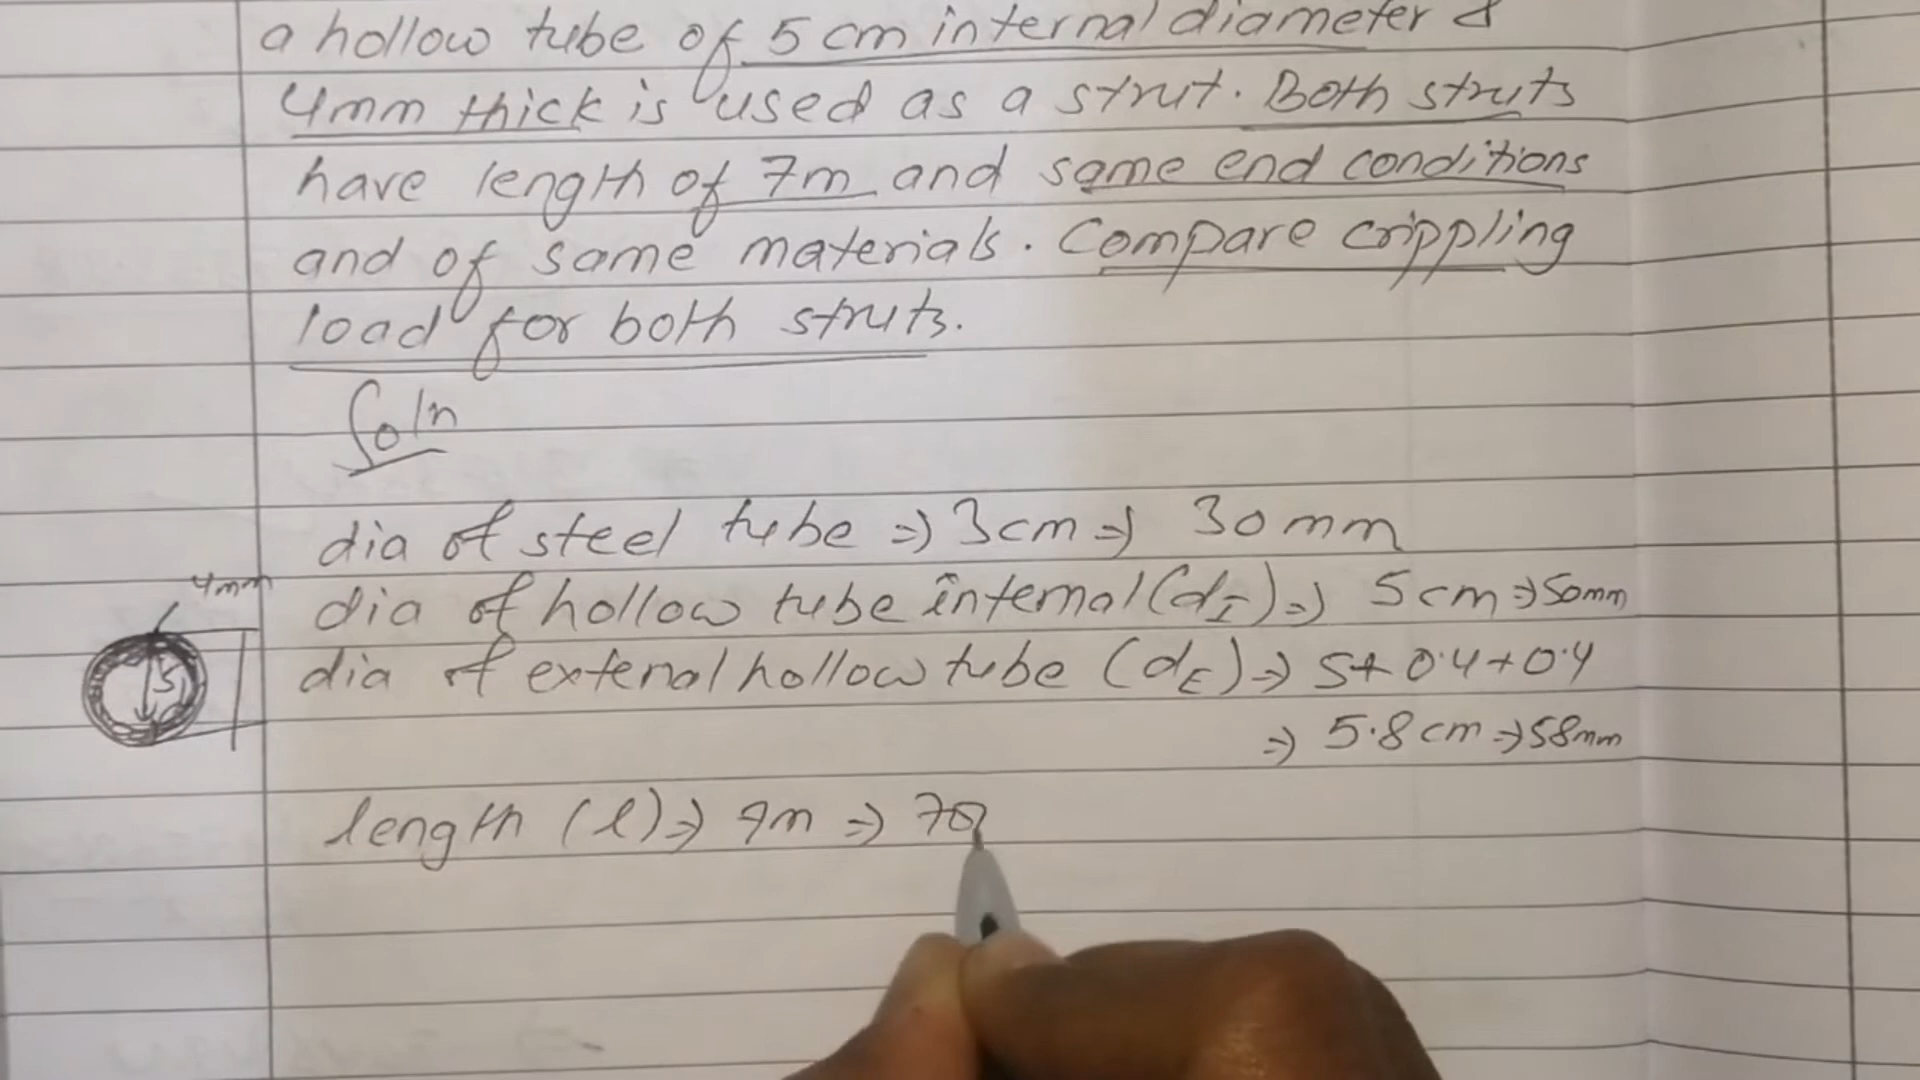 a hollow tube of 5 cm internal diameter &
4mm thick is used as a strut. Both struts
have length of 7m and same end conditions
and of same materials. Compare crippling
load for both struts.
Soln
dia of steel tube => 3cm => 30mm
4mm
dia of hollow tube internal (dI) => 5cm => 50mm
5
dia of external hollow tube (dE) => 5+0.4+0.4
=> 5.8cm => 58mm
length (l) => 7m => 70